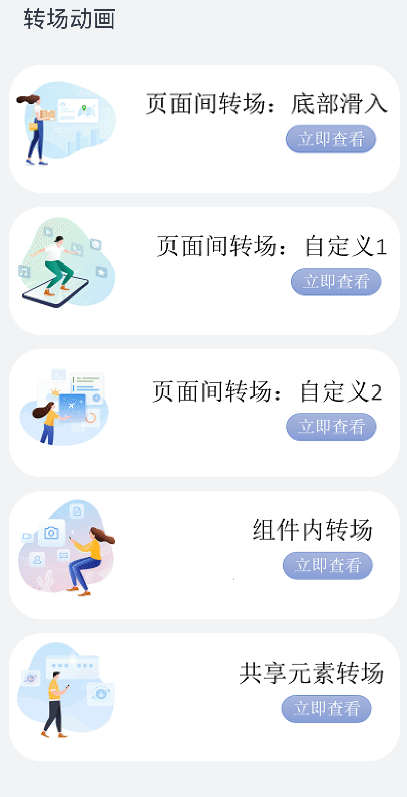 转场动画
页面间转场：底部滑入
立即查看
页面间转场：自定义1
立即查看
页面间转场：自定义2
立即查看
组件内转场
立即查看
共享元素转场
立即查看